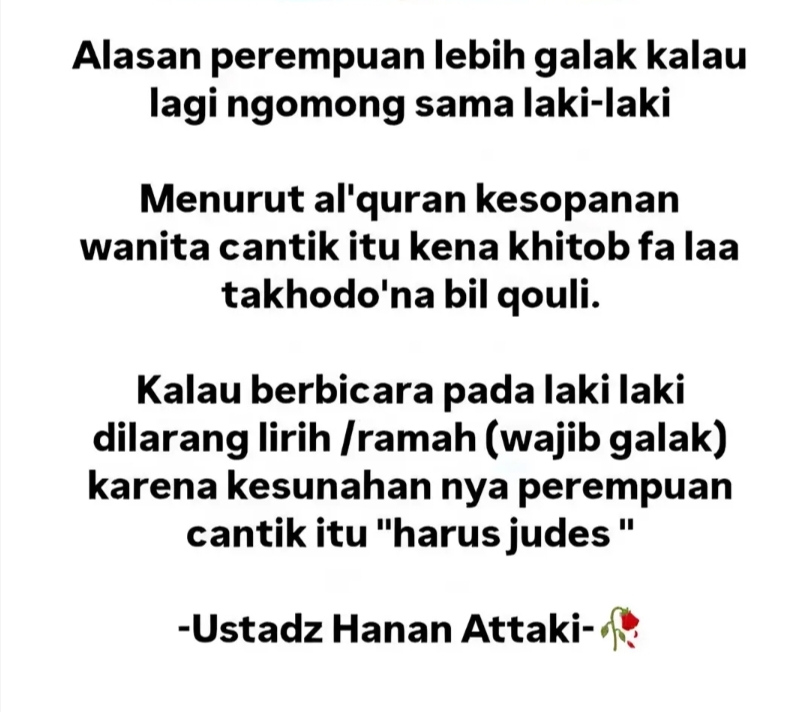 Alasan perempuan lebih galak kalau
lagi ngomong sama laki-laki
Menurut al'quran kesopanan
wanita cantik itu kena khitob fa laa
takhodo'na bil qouli.
Kalau berbicara pada laki laki
dilarang lirih /ramah (wajib galak)
karena kesunahan nya perempuan
cantik itu "harus judes "
-Ustadz Hanan Attaki-🥀